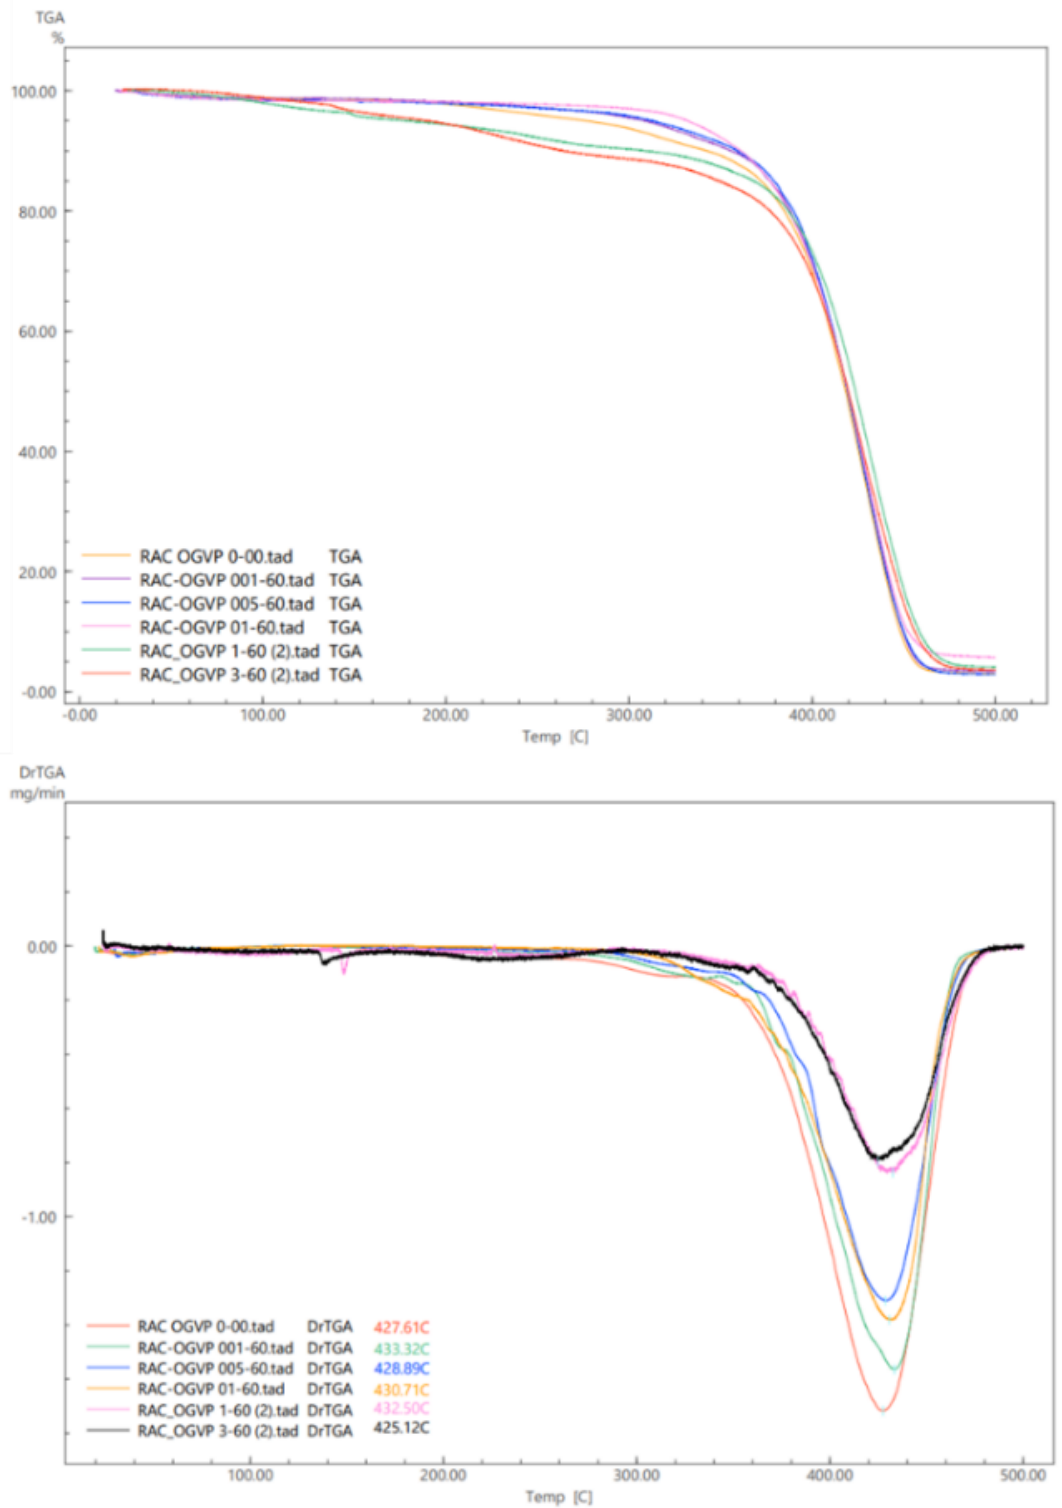 TGA
%
100.00
80.00
60.00
40.00
20.00
-0.00
RAC OGVP 0-00.tad TGA
RAC-OGVP 001-60.tad TGA
RAC-OGVP 005-60.tad TGA
RAC-OGVP 01-60.tad TGA
RAC_OGVP 1-60 (2).tad TGA
RAC_OGVP 3-60 (2).tad TGA
-0.00 100.00 200.00 300.00 400.00 500.00
Temp [C]
DrTGA
mg/min
0.00
-1.00
RAC OGVP 0-00.tad DrTGA 427.61C
RAC-OGVP 001-60.tad DrTGA 433.32C
RAC-OGVP 005-60.tad DrTGA 428.89C
RAC-OGVP 01-60.tad DrTGA 430.71C
RAC_OGVP 1-60 (2).tad DrTGA 432.50C
RAC_OGVP 3-60 (2).tad DrTGA 425.12C
100.00 200.00 300.00 400.00 500.00
Temp [C]